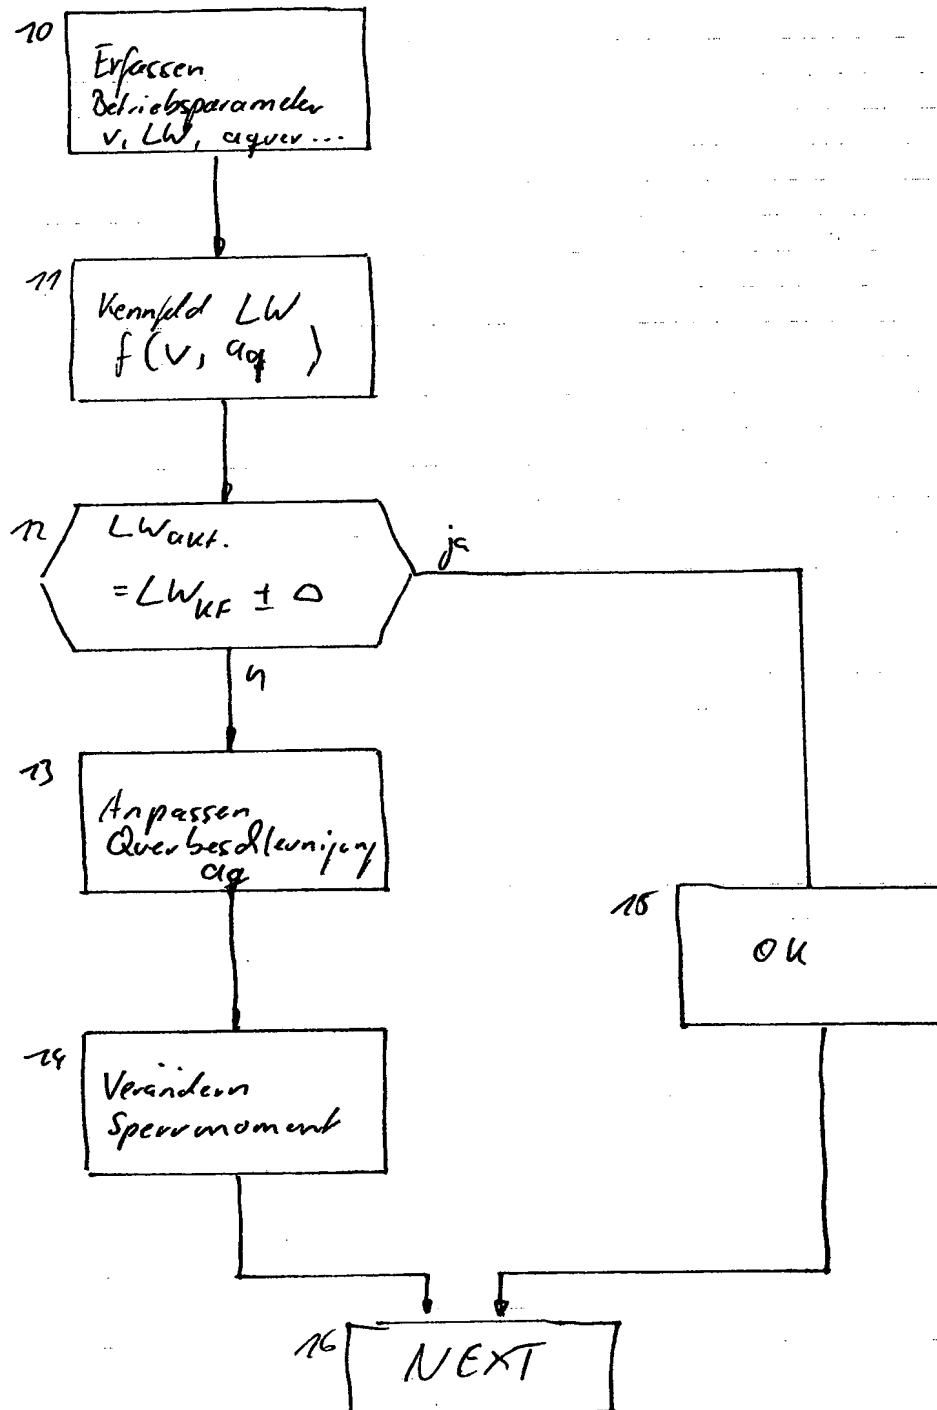 10
Erfassen
Betriebsparameter
v, LW, aquer...
11
Kennfeld LW
f(v, aq )
12
LWakt.
= LWKF ± Δ
ja
n
13
Anpassen
Querbeschleunigung
aq
14
Verändern
Sperrmoment
15
OK
16
NEXT